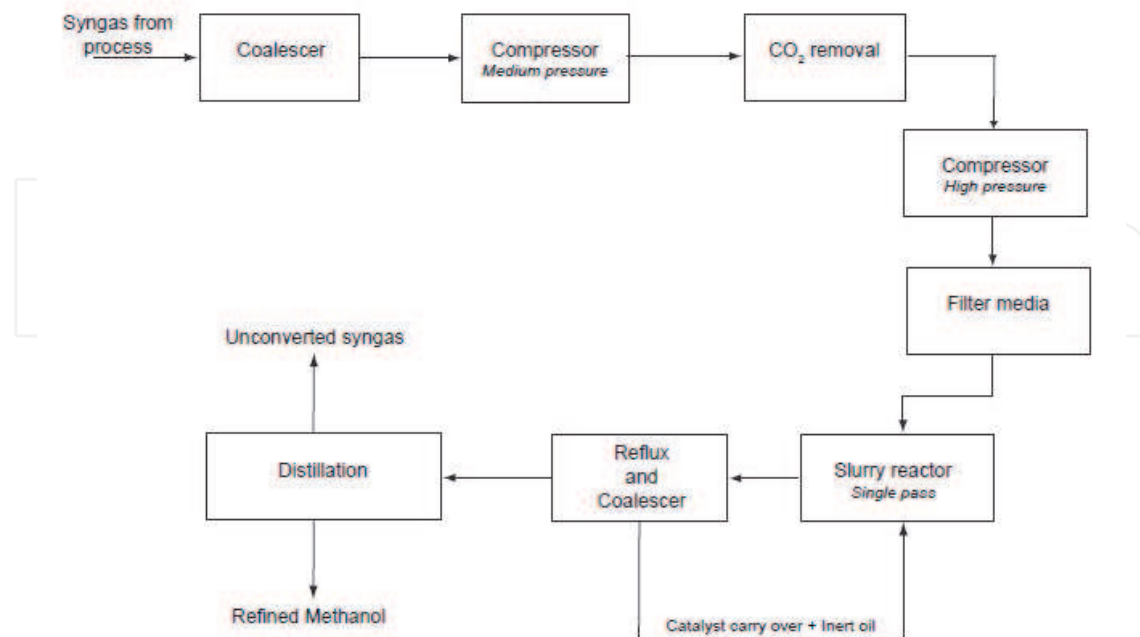 Syngas from
process
Coalescer
Compressor
Medium pressure
CO₂ removal
Compressor
High pressure
Filter media
Unconverted syngas
Distillation
Reflux
and
Coalescer
Slurry reactor
Single pass
Refined Methanol
Catalyst carry over + Inert oil